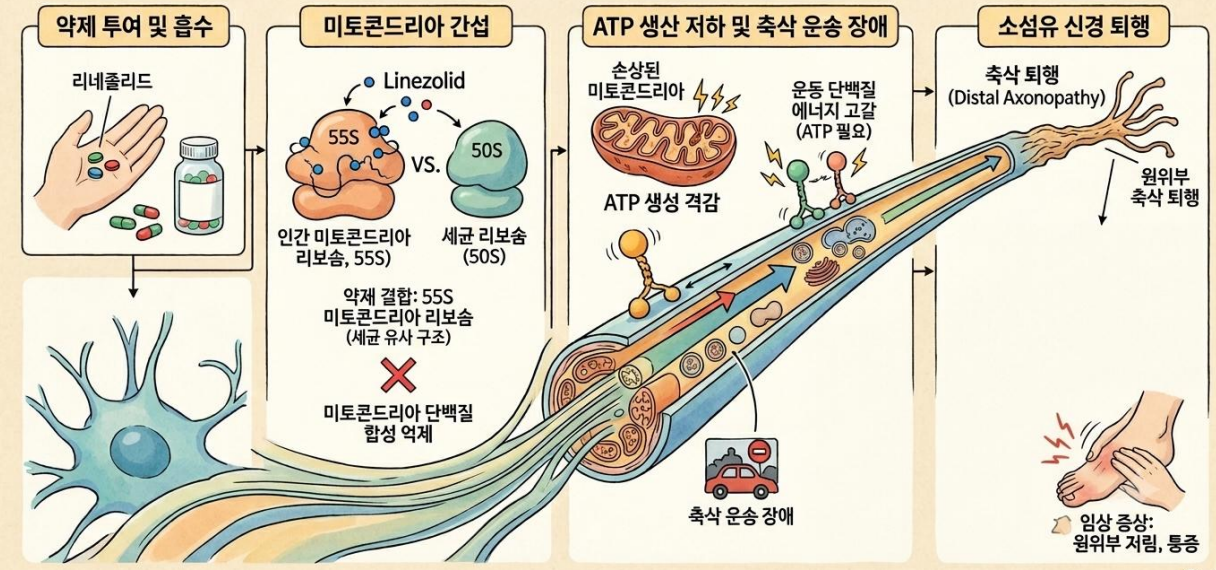 약제 투여 및 흡수
리네졸리드
미토콘드리아 간섭
Linezolid
55S
VS.
50S
인간 미토콘드리아
리보솜, 55S)
세균 리보솜
(50S)
약재 결합: 55S
미토콘드리아 리보솜
(세균 유사 구조)
미토콘드리아 단백질
합성 억제
ATP 생산 저하 및 축삭 운송 장애
손상된
미토콘드리아
ATP 생성 격감
운동 단백질
에너지 고갈
(ATP 필요)
축삭 운송 장애
소섬유 신경 퇴행
축삭 퇴행
(Distal Axonopathy)
원위부
축삭 퇴행
임상 증상:
원위부 저림, 통증